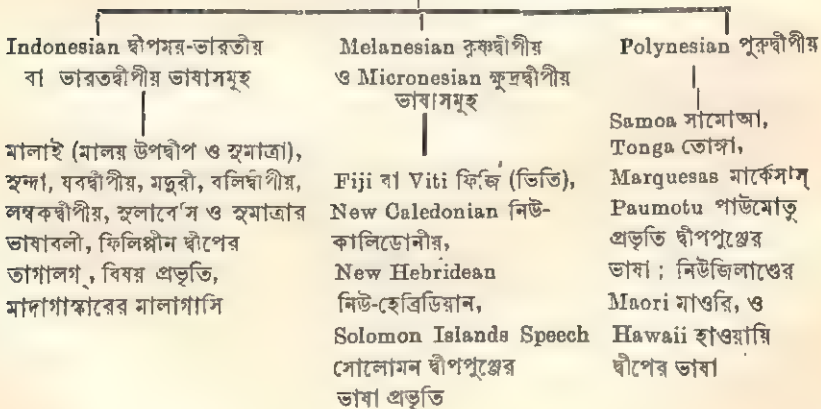 Indonesian দ্বীপময়-ভারতীয়
বা ভারতদ্বীপীয় ভাষাসমূহ
মালাই (মালয় উপদ্বীপ ও সুমাত্রা),
সুন্দা, যবদ্বীপীয়, মদুরী, বলিদ্বীপীয়,
লম্বকদ্বীপীয়, সুলাবে'স ও সুমাত্রার
ভাষাবলী, ফিলিপ্পীন দ্বীপের
তাগালগ্, বিষয় প্রভৃতি,
মাদাগাস্কারের মালাগাসি
Melanesian কৃষ্ণদ্বীপীয়
ও Micronesian ক্ষুদ্রদ্বীপীয়
ভাষাসমূহ
Fiji বা Viti ফিজি (ভিতি),
New Caledonian নিউ-
কালিডোনীয়,
New Hebridean
নিউ-হেব্রিডিয়ান,
Solomon Islands Speech
সোলোমন দ্বীপপুঞ্জের
ভাষা প্রভৃতি
Polynesian পুরুদ্বীপীয়
Samoa সামোআ,
Tonga তোঙ্গা,
Marquesas মার্কেসাস্
Paumotu পাউমোতু
প্রভৃতি দ্বীপপুঞ্জের
ভাষা ; নিউজিলাণ্ডের
Maori মাওরি, ও
Hawaii হাওয়ায়ি
দ্বীপের ভাষা